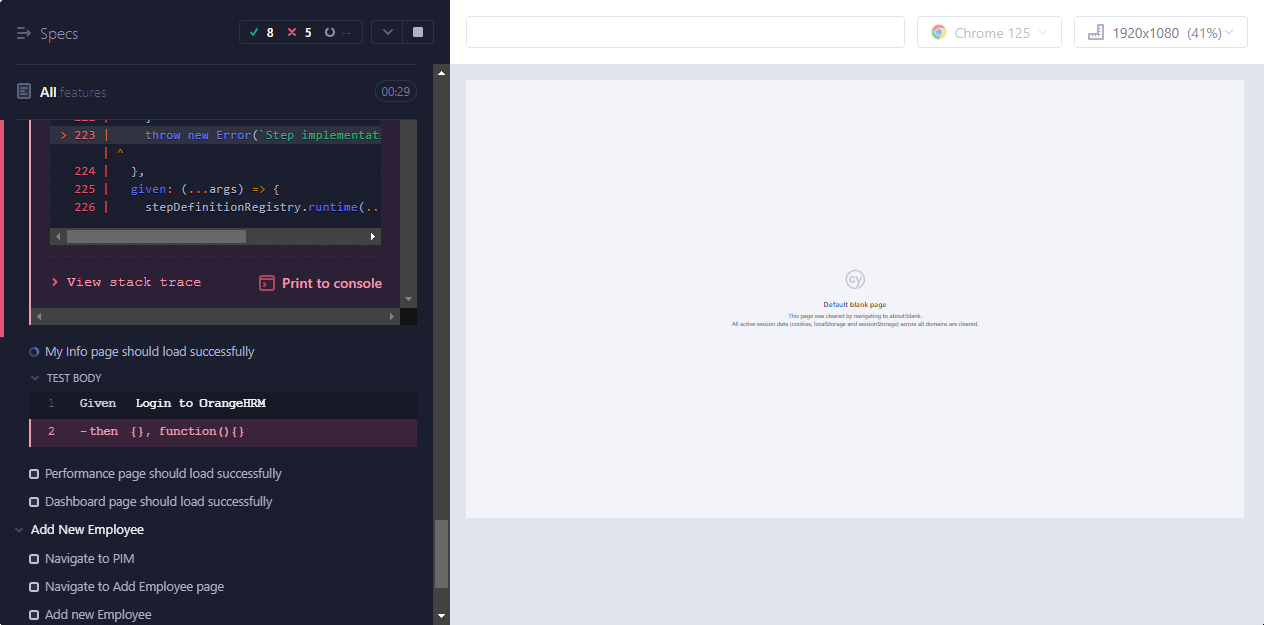 Specs
8 5 --
Chrome 125
1920x1080 (41%)
All.features
00:29
> 223 | throw new Error(`Step implementat
| ^
224 | },
225 | given: (...args) => {
226 | stepDefinitionRegistry.runtime(..
> View stack trace
Print to console
My Info page should load successfully
TEST BODY
1 Given Login to OrangeHRM
2 -then {}, function(){}
Performance page should load successfully
Dashboard page should load successfully
Add New Employee
Navigate to PIM
Navigate to Add Employee page
Add new Employee
cy
Default blank page
This page was cleared by navigating to about:blank.
All active session data (cookies, localStorage and sessionStorage) across all domains are cleared.